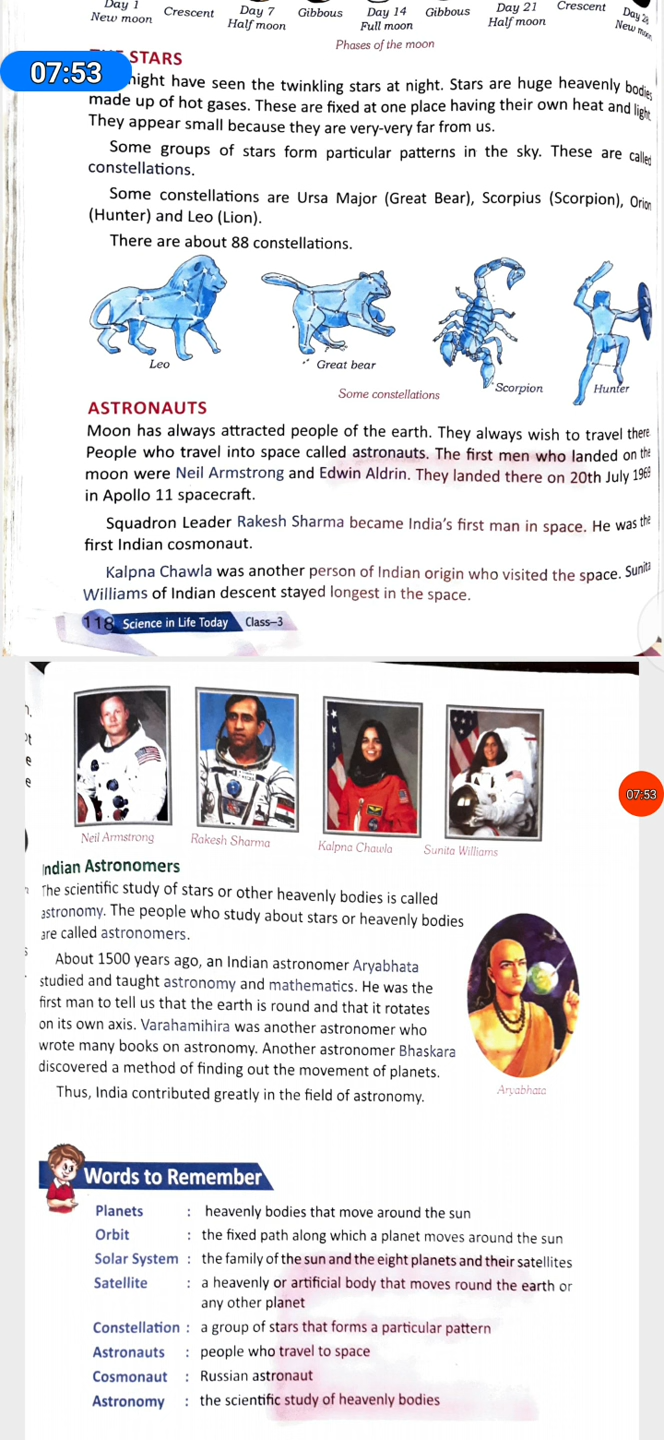 Day 1 Crescent Day 7 Gibbous Day 14 Gibbous Day 21 Crescent Day 28
New moon Half moon Full moon Half moon New moon
Phases of the moon
STARS
07:53
might have seen the twinkling stars at night. Stars are huge heavenly bodies
made up of hot gases. These are fixed at one place having their own heat and light.
They appear small because they are very-very far from us.
Some groups of stars form particular patterns in the sky. These are called
constellations.
Some constellations are Ursa Major (Great Bear), Scorpius (Scorpion), Orion
(Hunter) and Leo (Lion).
There are about 88 constellations.
Leo
Great bear
Scorpion
Hunter
Some constellations
ASTRONAUTS
Moon has always attracted people of the earth. They always wish to travel there.
People who travel into space called astronauts. The first men who landed on the
moon were Neil Armstrong and Edwin Aldrin. They landed there on 20th July 1969
in Apollo 11 spacecraft.
Squadron Leader Rakesh Sharma became India's first man in space. He was the
first Indian cosmonaut.
Kalpna Chawla was another person of Indian origin who visited the space. Sunita
Williams of Indian descent stayed longest in the space.
118 Science in Life Today Class–3
07:53
Neil Armstrong
Rakesh Sharma
Kalpna Chawla
Sunita Williams
Indian Astronomers
The scientific study of stars or other heavenly bodies is called
astronomy. The people who study about stars or heavenly bodies
are called astronomers.
About 1500 years ago, an Indian astronomer Aryabhata
studied and taught astronomy and mathematics. He was the
first man to tell us that the earth is round and that it rotates
on its own axis. Varahamihira was another astronomer who
wrote many books on astronomy. Another astronomer Bhaskara
discovered a method of finding out the movement of planets.
Thus, India contributed greatly in the field of astronomy.
Aryabhata
Words to Remember
Planets : heavenly bodies that move around the sun
Orbit : the fixed path along which a planet moves around the sun
Solar System : the family of the sun and the eight planets and their satellites
Satellite : a heavenly or artificial body that moves round the earth or
any other planet
Constellation : a group of stars that forms a particular pattern
Astronauts : people who travel to space
Cosmonaut : Russian astronaut
Astronomy : the scientific study of heavenly bodies